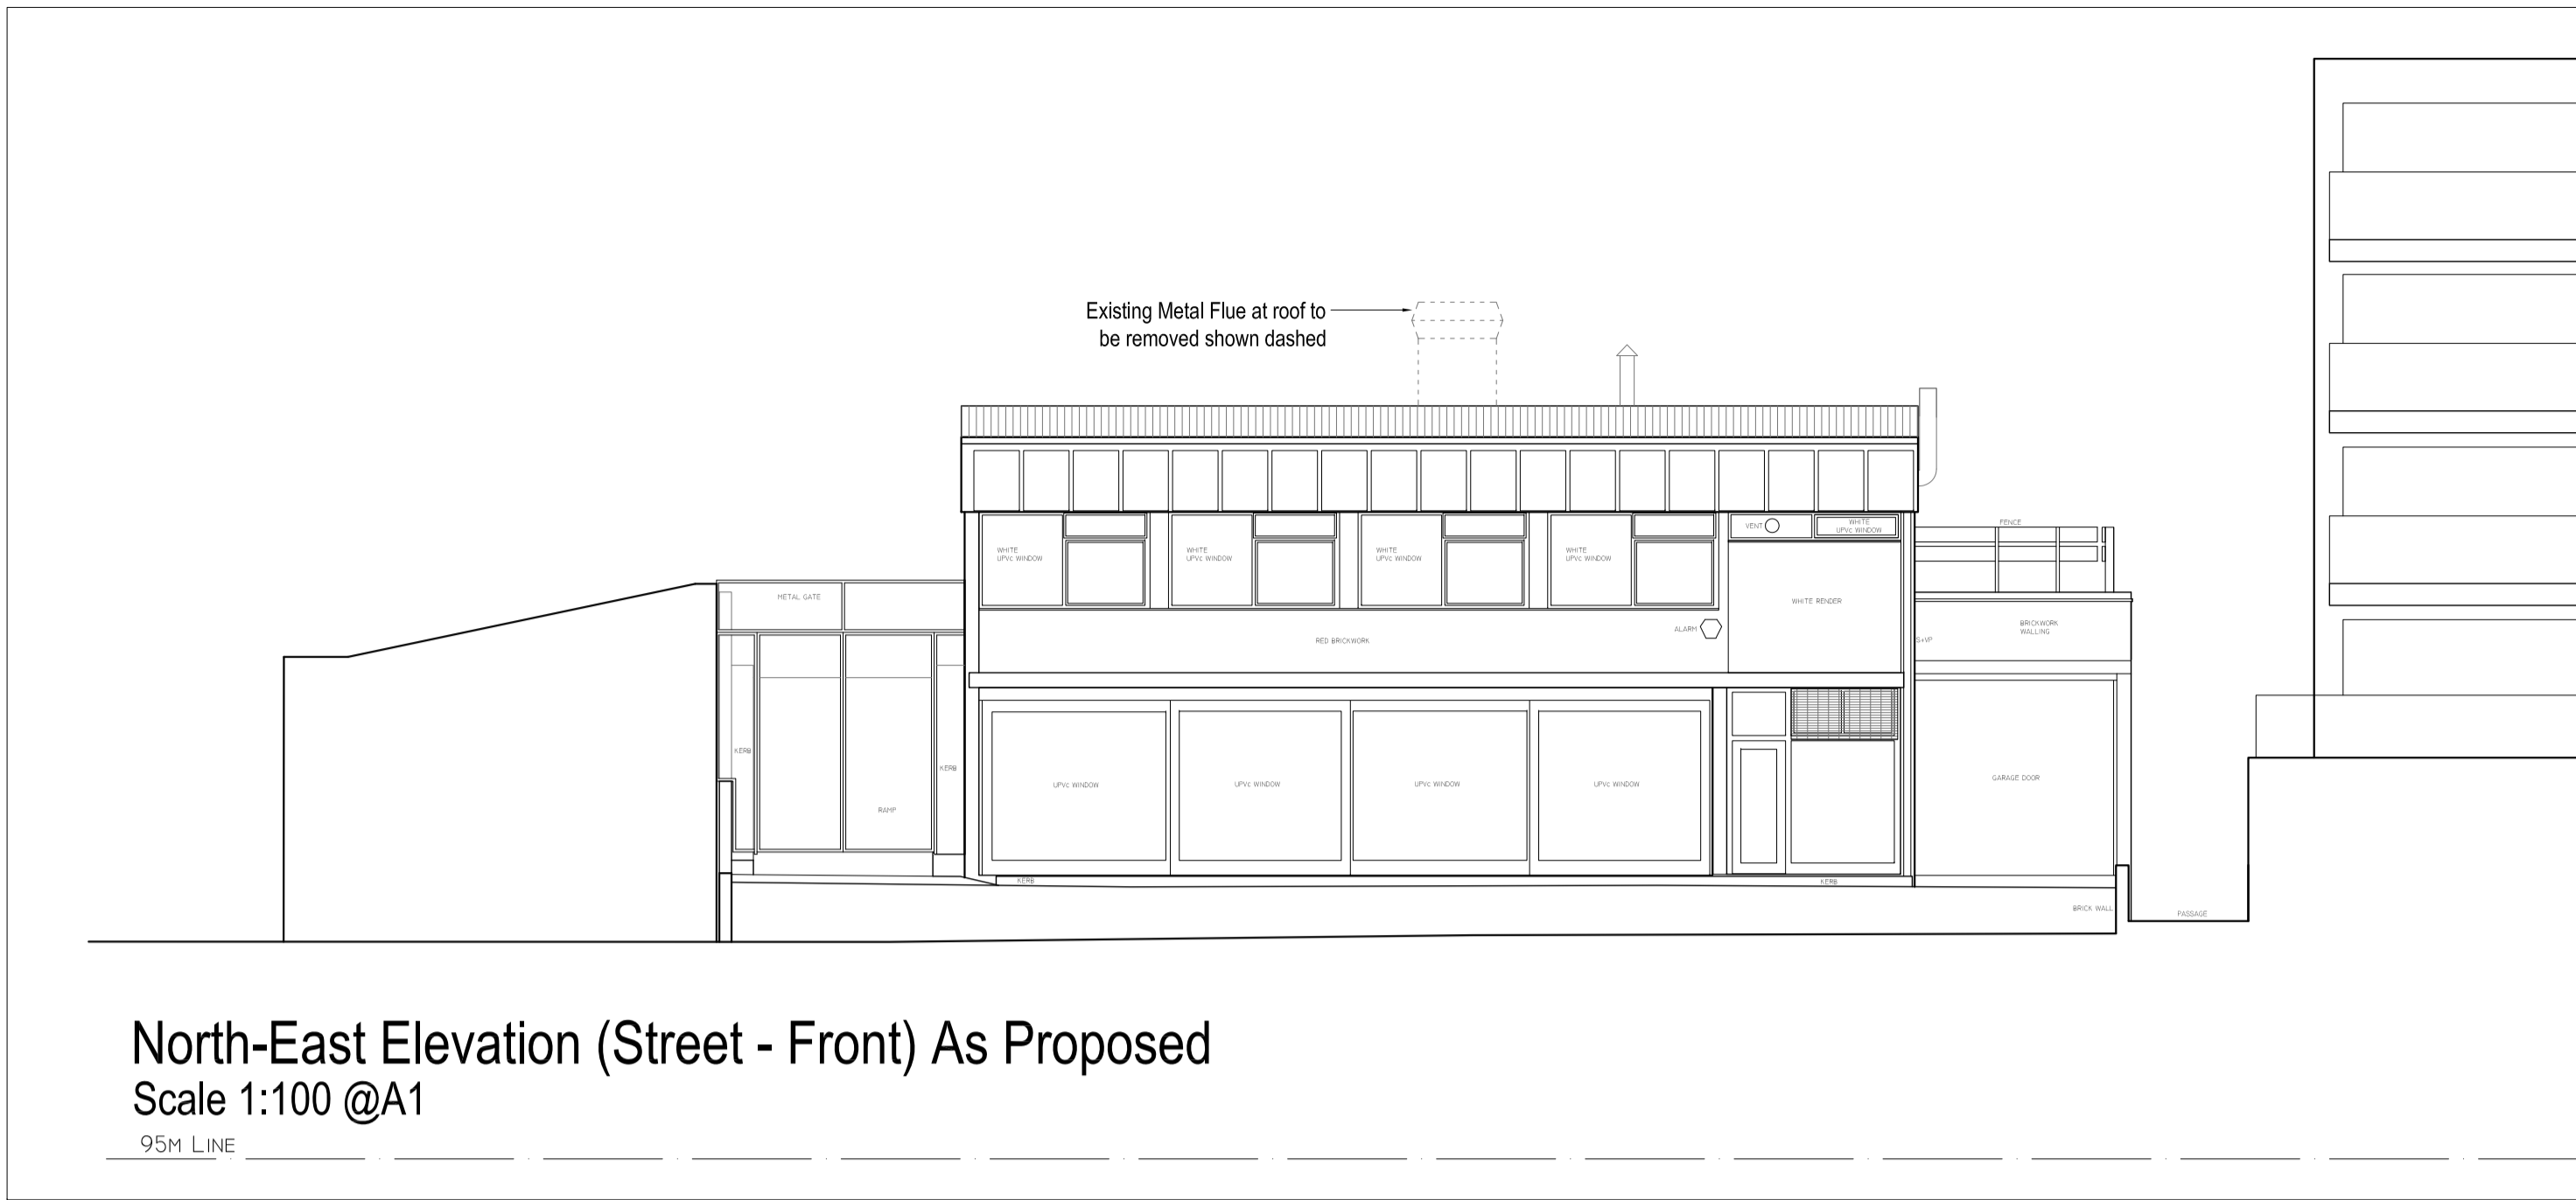 Existing Metal Flue at roof to
be removed shown dashed
FENCE
VENT
WHITE
UPVc WINDOW
WHITE
UPVc WINDOW
WHITE
UPVc WINDOW
WHITE
UPVc WINDOW
WHITE
UPVc WINDOW
METAL GATE
WHITE RENDER
BRICKWORK
WALLING
ALARM
RED BRICKWORK
S+VP
KERB
KERB
RAMP
UPVc WINDOW
UPVc WINDOW
UPVc WINDOW
UPVc WINDOW
GARAGE DOOR
KERB
KERB
BRICK WALL
PASSAGE
North-East Elevation (Street - Front) As Proposed
Scale 1:100 @A1
95M LINE